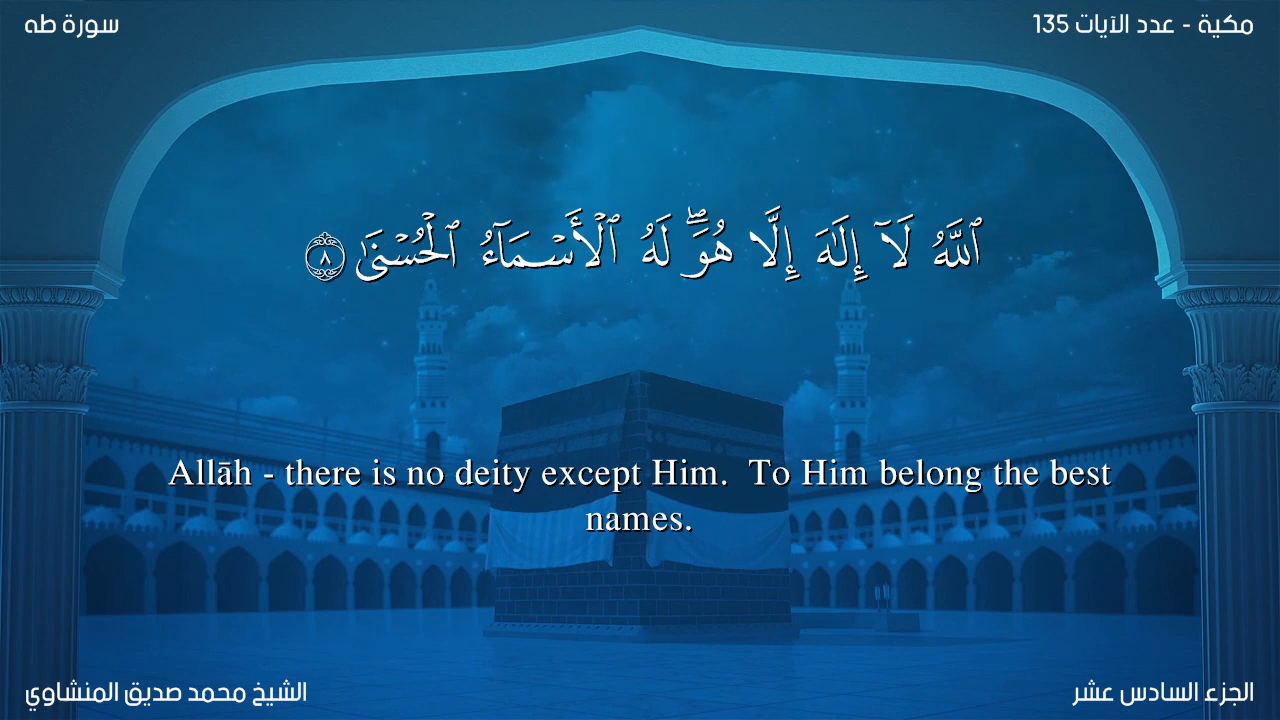 سورة طه
مكية - عدد الآيات 135
ٱللَّهُ لَآ إِلَٰهَ إِلَّا هُوَۖ لَهُ ٱلْأَسْمَآءُ ٱلْحُسْنَىٰ ٨
Allāh - there is no deity except Him. To Him belong the best
names.
الشيخ محمد صديق المنشاوي
الجزء السادس عشر